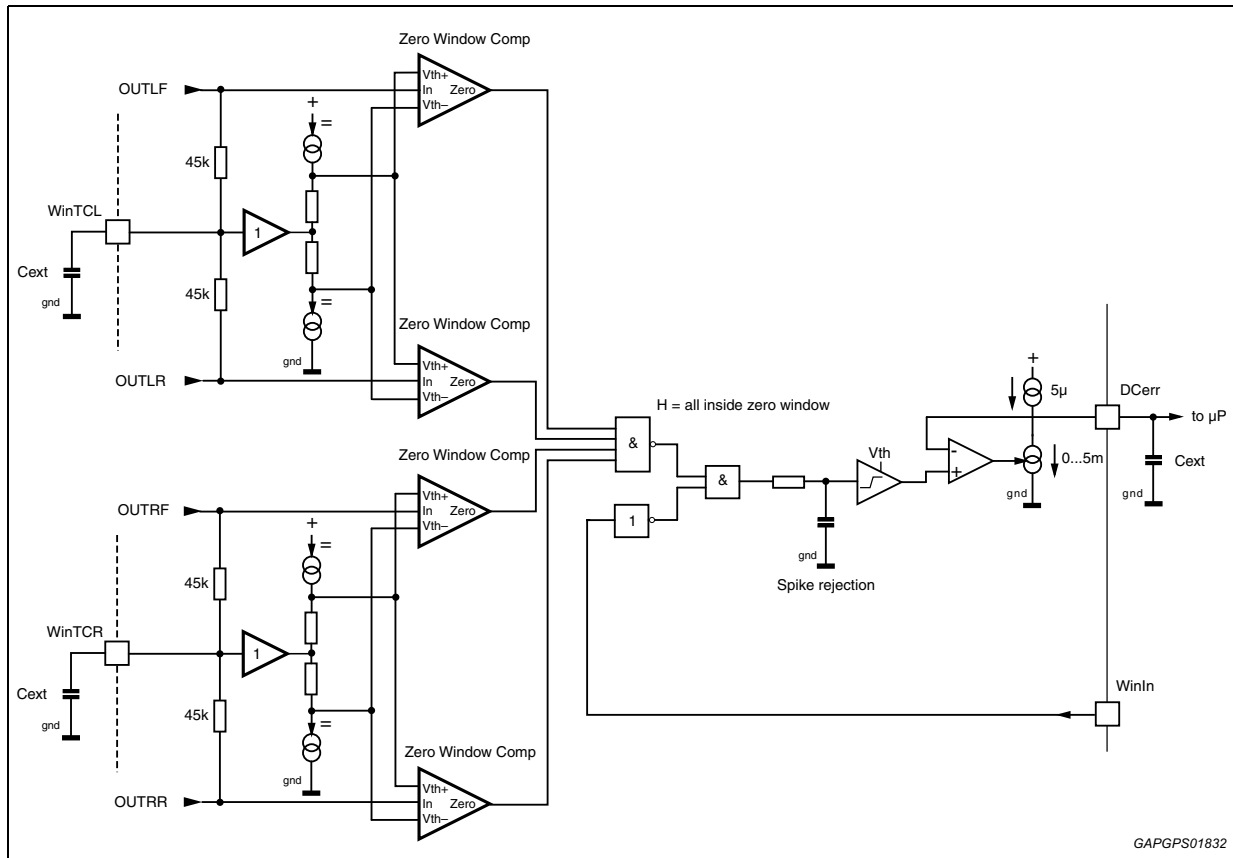 Zero Window Comp
OUTLF
Vth+
In
Zero
Vth–
+
=
45k
WinTCL
1
Cext
gnd
45k
=
gnd
Zero Window Comp
Vth+
In
Zero
Vth–
OUTLR
H = all inside zero window
&
Zero Window Comp
Vth+
In
Zero
Vth–
OUTRF
+
=
45k
WinTCR
1
Cext
gnd
45k
=
gnd
Zero Window Comp
Vth+
In
Zero
Vth–
OUTRR
&
1
Vth
gnd
Spike rejection
-
+
+
5µ
0...5m
gnd
DCerr
to µP
Cext
gnd
WinIn
GAPGPS01832